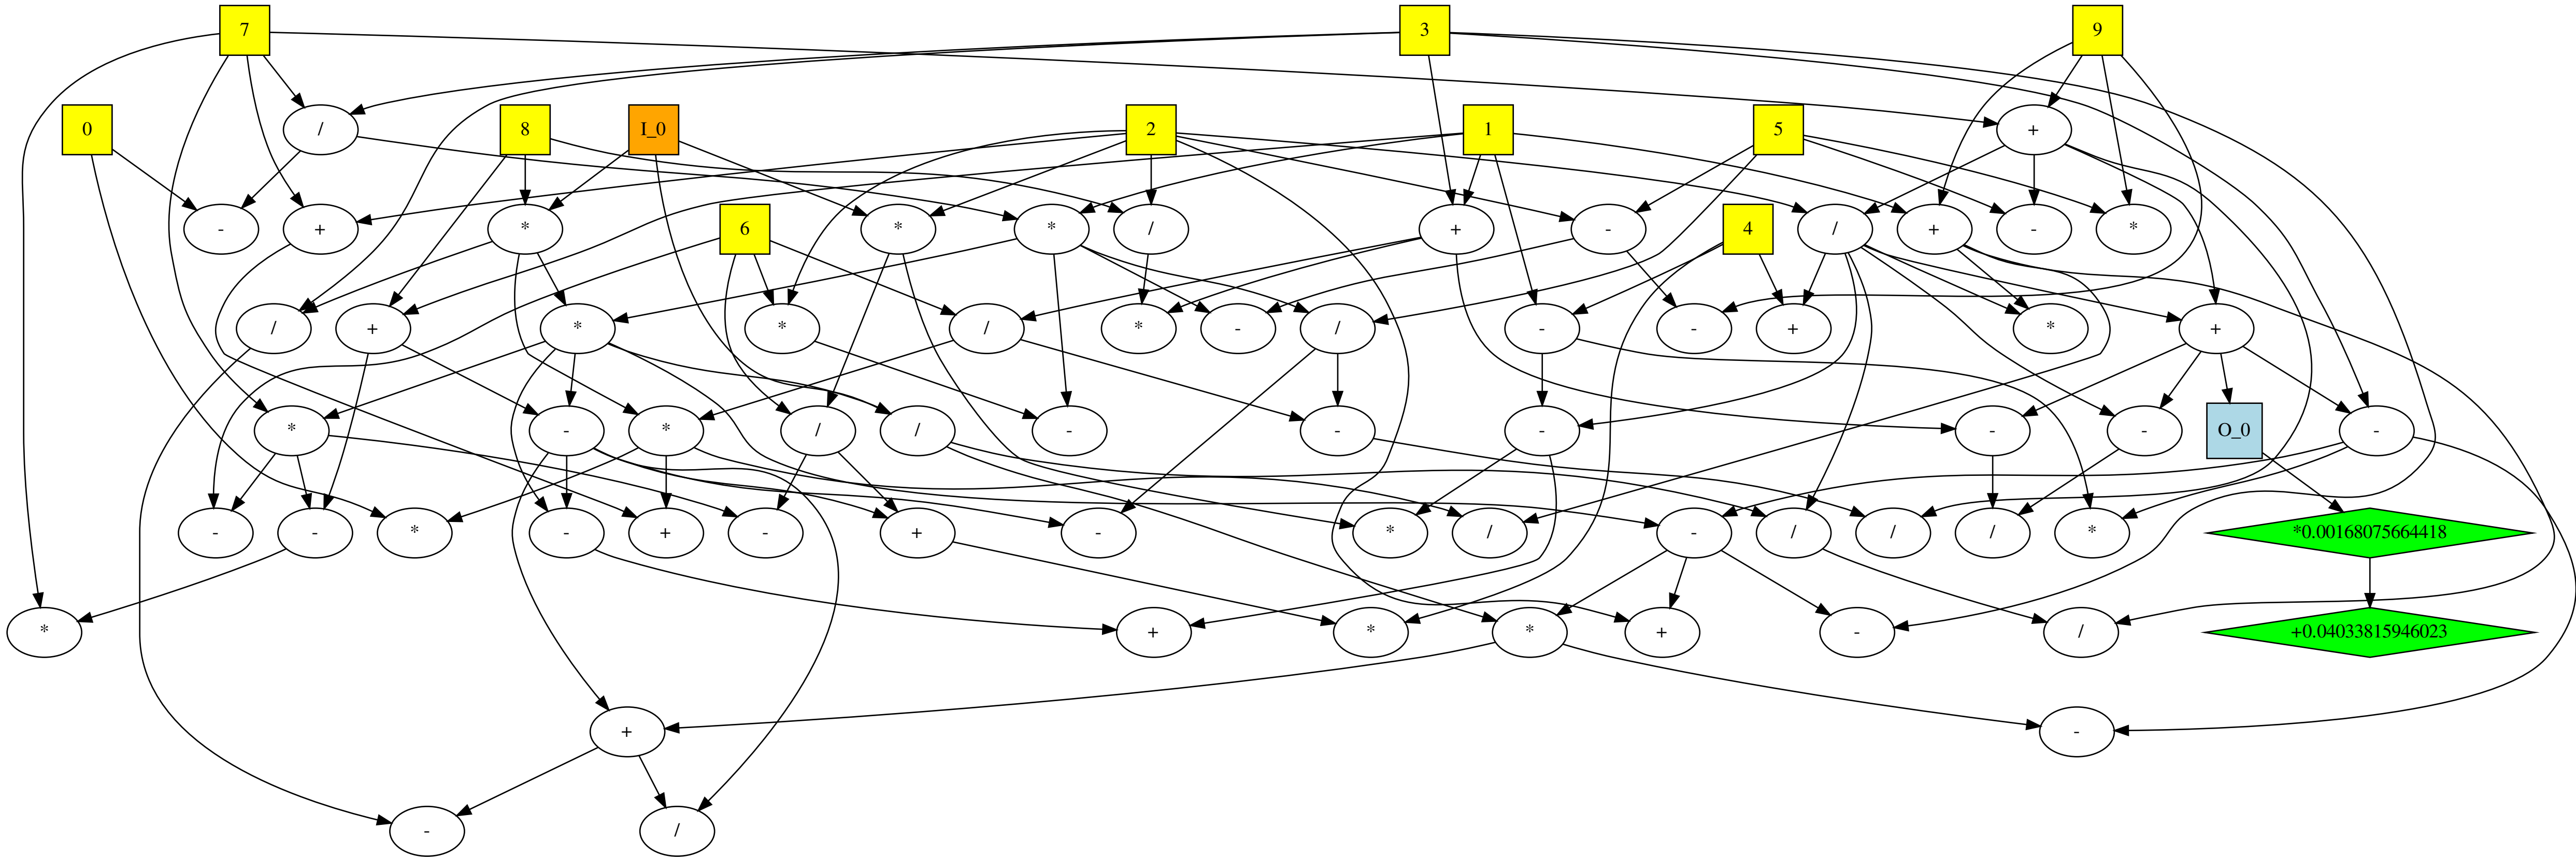 7 3 9
0 / 8 I_0 2 1 5 +
- + * 6 * * / + - 4 / + - *
/ + * * / * - / - - + * +
* - * / / - - - - - O_0 -
- - * - + - + - * / - / / / * *0.00168075664418
* + * * + - / +0.04033815946023
+ -
- /